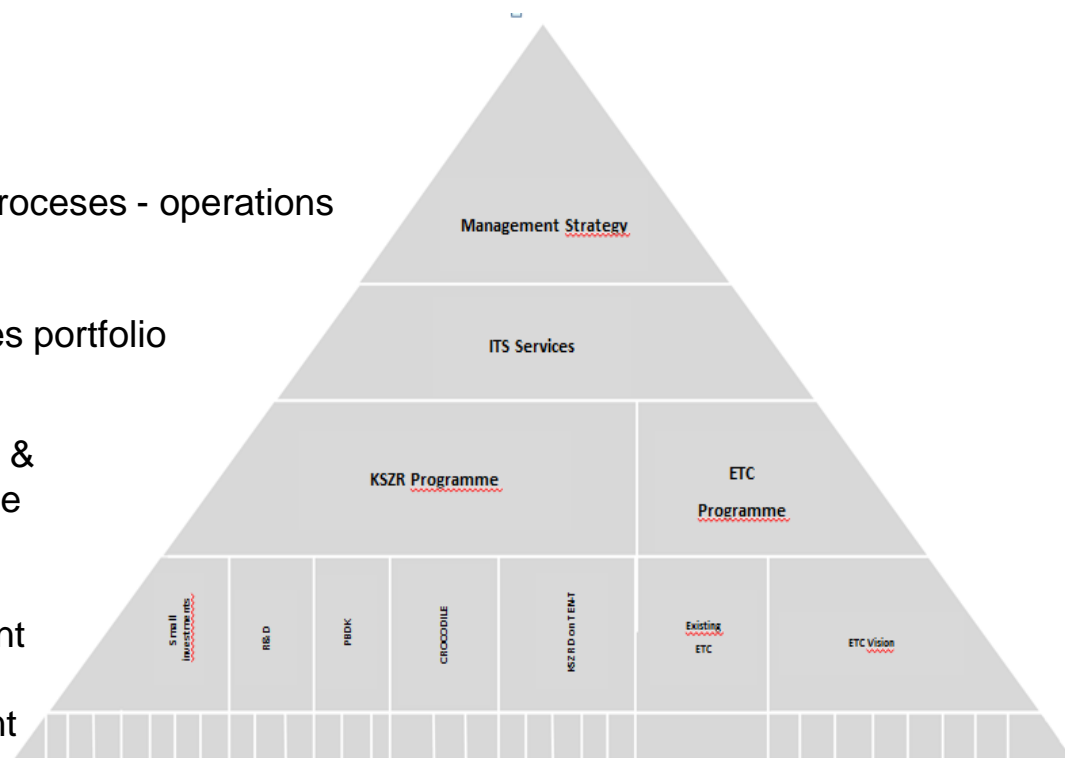 roceses - operations
Management Strategy
es portfolio
ITS Services
&
e
KSZR Programme
ETC
Programme
Small
investments
R&D
PBDK
CROCODILE
KSZR D on TEN-T
Existing
ETC
ETC Vision
nt
nt